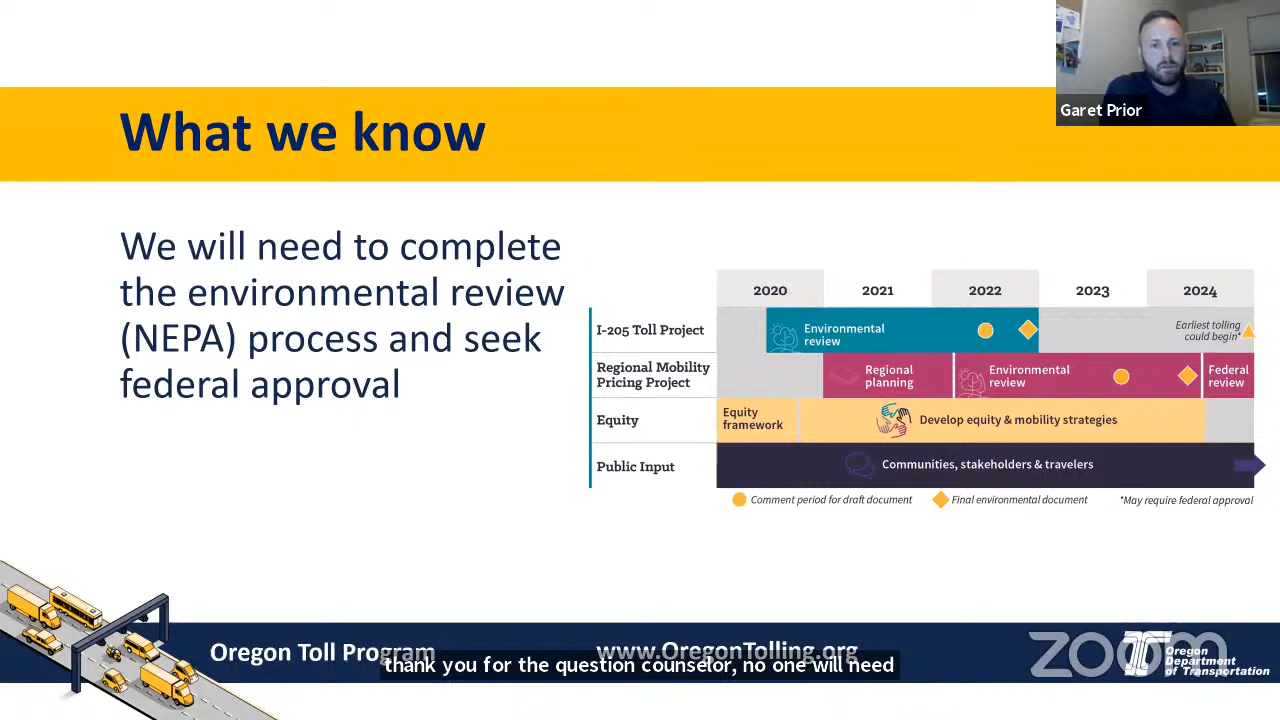 Garet Prior
What we know
We will need to complete
the environmental review
(NEPA) process and seek
federal approval
2020 2021 2022 2023 2024
I-205 Toll Project
Environmental
review
Earliest tolling
could begin*
Regional Mobility
Pricing Project
Regional
planning
Environmental
review
Federal
review
Equity
Equity
framework
Develop equity & mobility strategies
Public Input
Communities, stakeholders & travelers
Comment period for draft document
Final environmental document
*May require federal approval
Oregon Toll Program
www.OregonTolling.org
zoom
Oregon
Department
of Transportation
thank you for the question counselor, no one will need